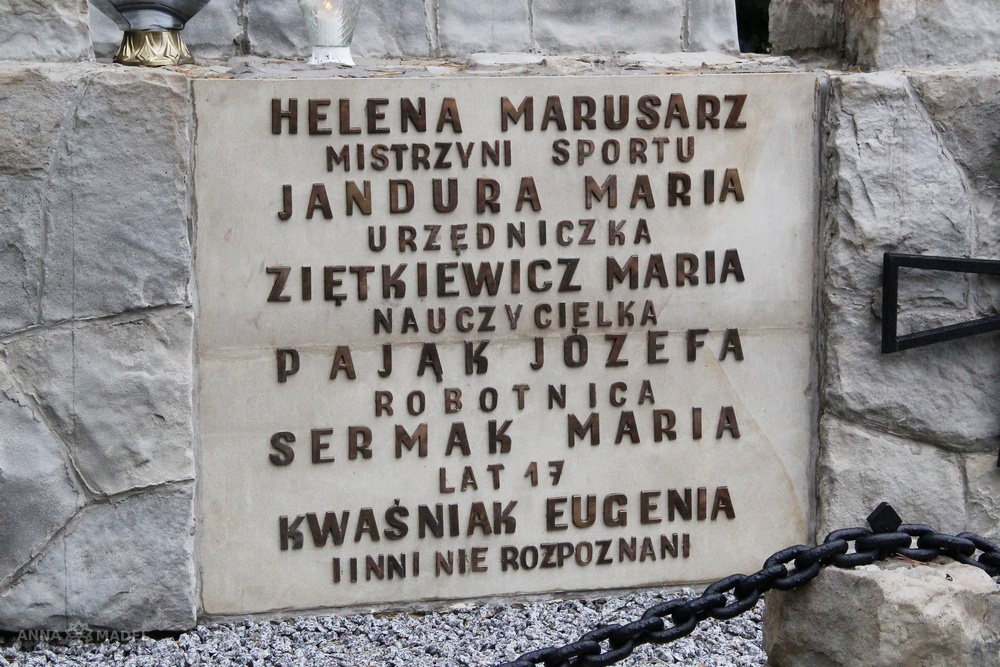 HELENA MARUSARZ
MISTRZYNI SPORTU
JANDURA MARIA
URZĘDNICZKA
ZIĘTKIEWICZ MARIA
NAUCZYCIELKA
PAJĄK JÓZEFA
ROBOTNICA
SERMAK MARIA
LAT 17
KWAŚNIAK EUGENIA
I INNI NIE ROZPOZNANI
ANNA MADEJ